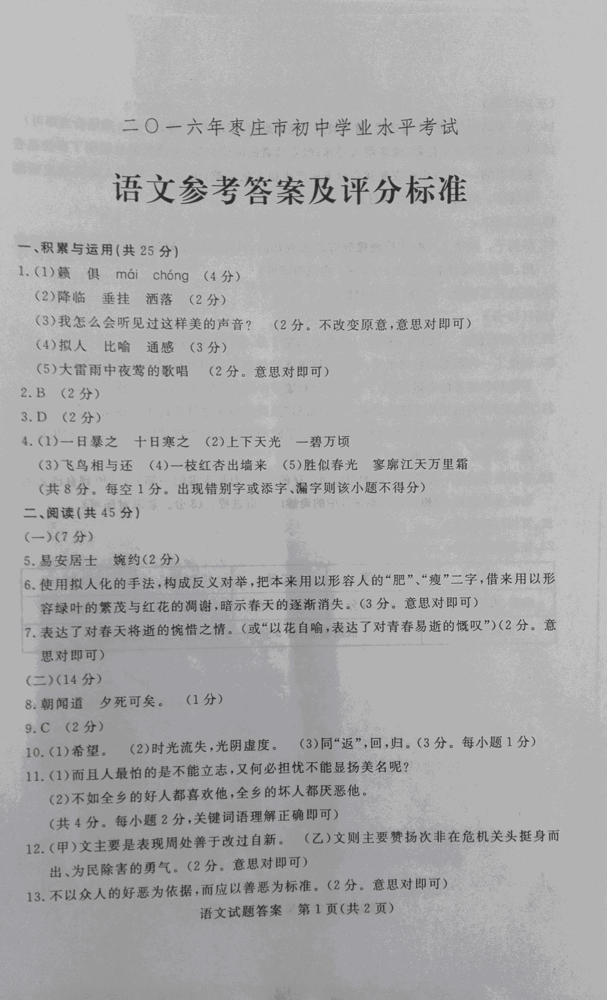 二〇一六年枣庄市初中学业水平考试
语文参考答案及评分标准
一、积累与运用(共 25 分)
1.(1)籁 俱 mái chóng (4 分)
(2)降临 垂挂 洒落 (2 分)
(3)我怎么会听见过这样美的声音? (2 分。不改变原意,意思对即可)
(4)拟人 比喻 通感 (3 分)
(5)大雷雨中夜莺的歌唱 (2 分。意思对即可)
2.B (2 分)
3.D (2 分)
4.(1)一日暴之 十日寒之 (2)上下天光 一碧万顷
(3)飞鸟相与还 (4)一枝红杏出墙来 (5)胜似春光 寥廓江天万里霜
(共 8 分。每空 1 分。出现错别字或添字、漏字则该小题不得分)
二、阅读(共 45 分)
(一)(7 分)
5.易安居士 婉约(2 分)
6.使用拟人化的手法,构成反义对举,把本来用以形容人的“肥”、“瘦”二字,借来用以形
容绿叶的繁茂与红花的凋谢,暗示春天的逐渐消失。(3 分。意思对即可)
7.表达了对春天将逝的惋惜之情。(或“以花自喻,表达了对青春易逝的慨叹”)(2 分。意
思对即可)
(二)(14 分)
8.朝闻道 夕死可矣。 (1 分)
9.C (2 分)
10.(1)希望。 (2)时光流失,光阴虚度。 (3)同“返”,回,归。(3 分。每小题 1 分)
11.(1)而且人最怕的是不能立志,又何必担忧不能显扬美名呢?
(2)不如全乡的好人都喜欢他,全乡的坏人都厌恶他。
(共 4 分。每小题 2 分,关键词语理解正确即可)
12.(甲)文主要是表现周处善于改过自新。 (乙)文则主要赞扬次非在危机关头挺身而
出、为民除害的勇气。(2 分。意思对即可)
13.不以众人的好恶为依据,而应以善恶为标准。(2 分。意思对即可)
语文试题答案 第 1 页(共 2 页)